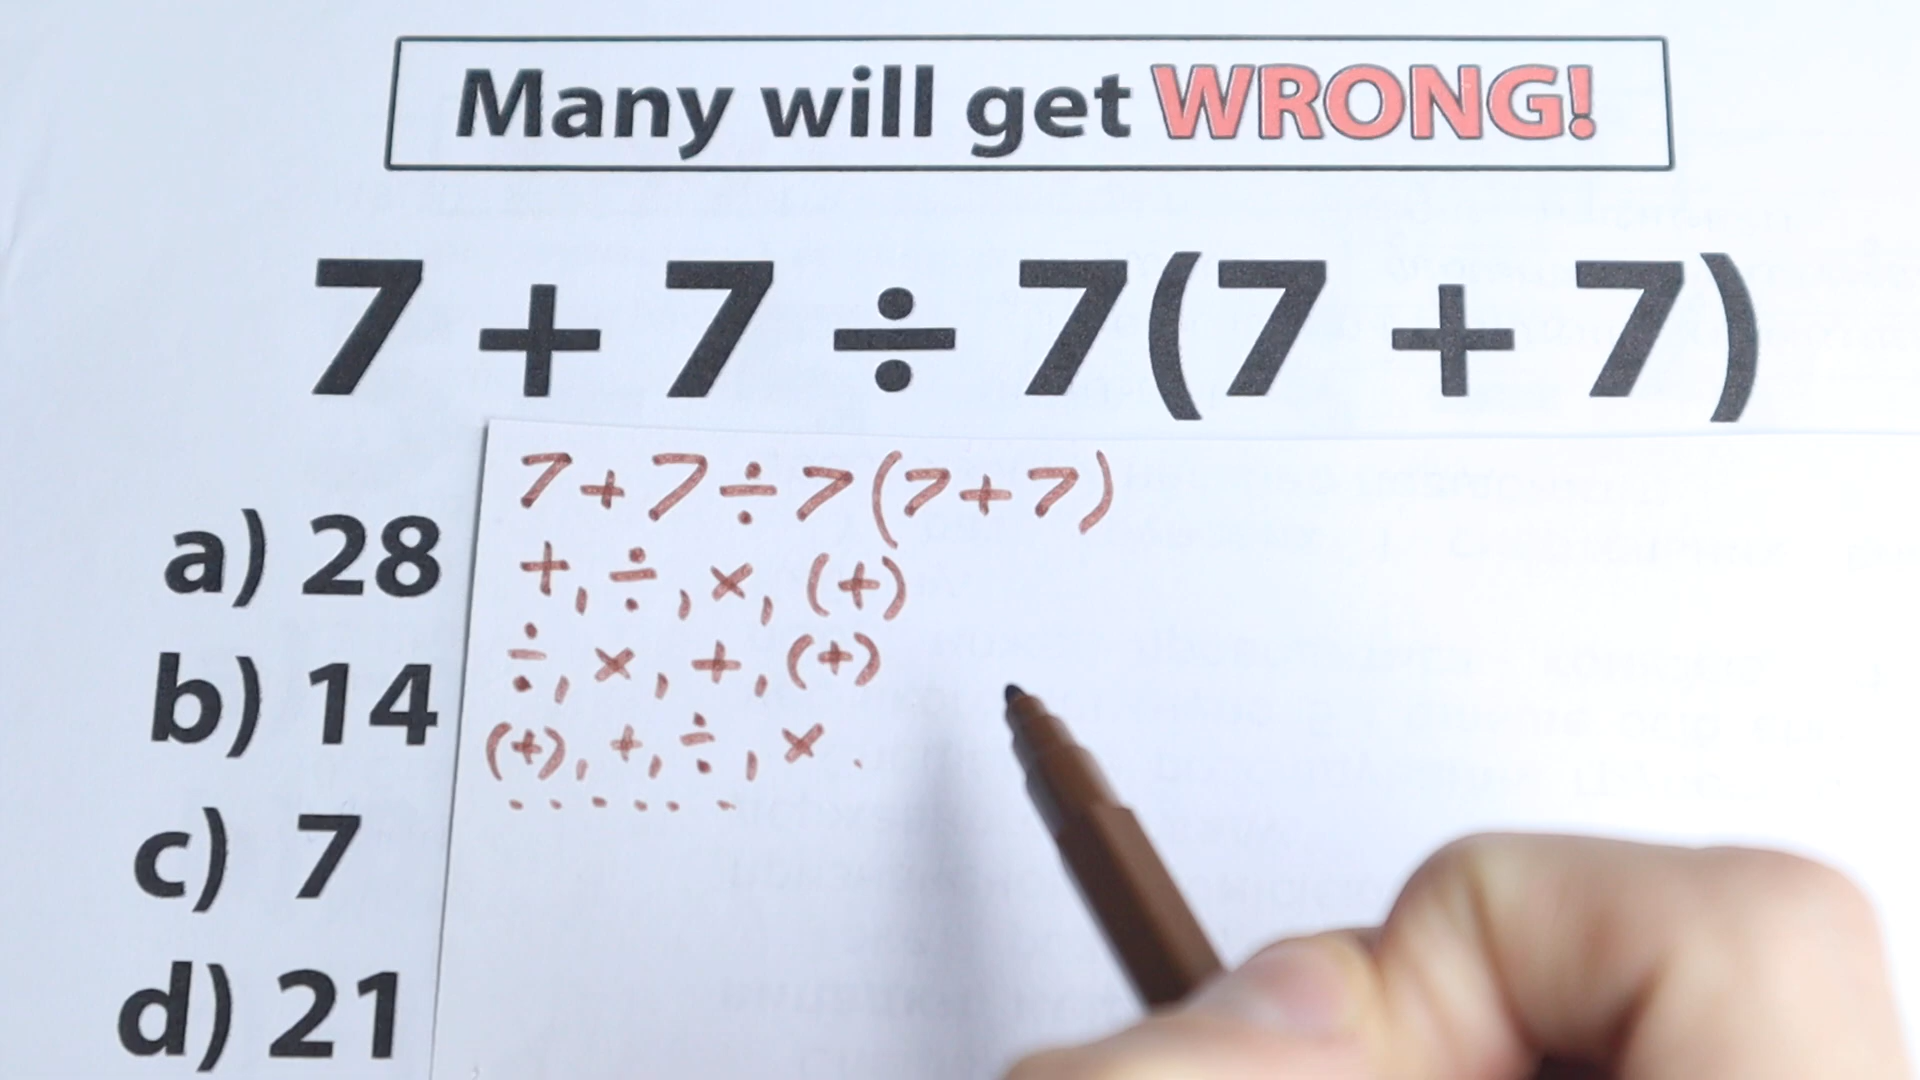 Many will get WRONG!
7 + 7 ÷ 7(7 + 7)
7+7÷7(7+7)
+, ÷, ×, (+)
÷, ×, +, (+)
(+), +, ÷, × .
. . . . . .
a) 28
b) 14
c) 7
d) 21